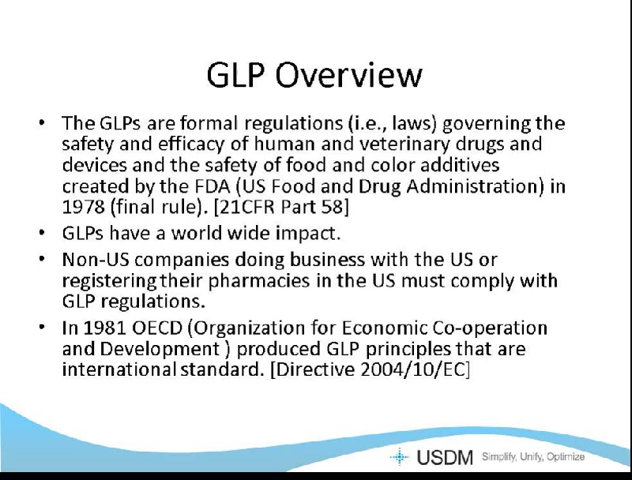 GLP Overview
• The GLPs are formal regulations (i.e., laws) governing the
safety and efficacy of human and veterinary drugs and
devices and the safety of food and color additives
created by the FDA (US Food and Drug Administration) in
1978 (final rule). [21CFR Part 58]
• GLPs have a world wide impact.
• Non-US companies doing business with the US or
registering their pharmacies in the US must comply with
GLP regulations.
• In 1981 OECD (Organization for Economic Co-operation
and Development ) produced GLP principles that are
international standard. [Directive 2004/10/EC]
USDM Simplify, Unify, Optimize